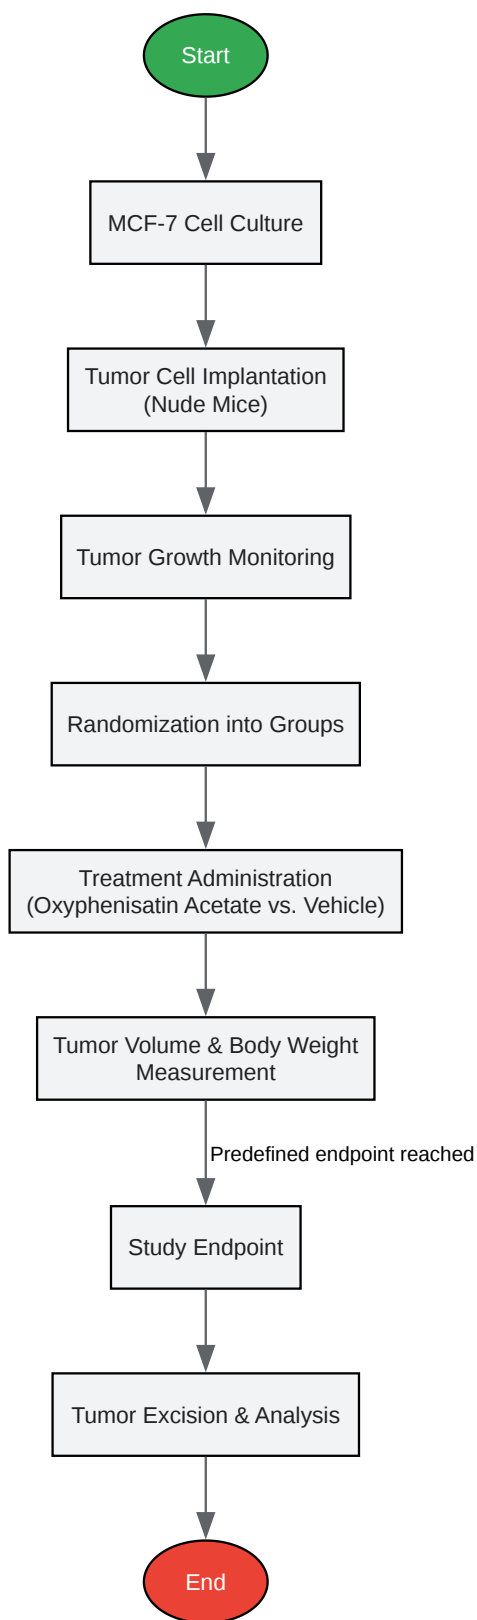 Start
MCF-7 Cell Culture
Tumor Cell Implantation
(Nude Mice)
Tumor Growth Monitoring
Randomization into Groups
Treatment Administration
(Oxyphenisatin Acetate vs. Vehicle)
Tumor Volume & Body Weight
Measurement
Predefined endpoint reached
Study Endpoint
Tumor Excision & Analysis
End